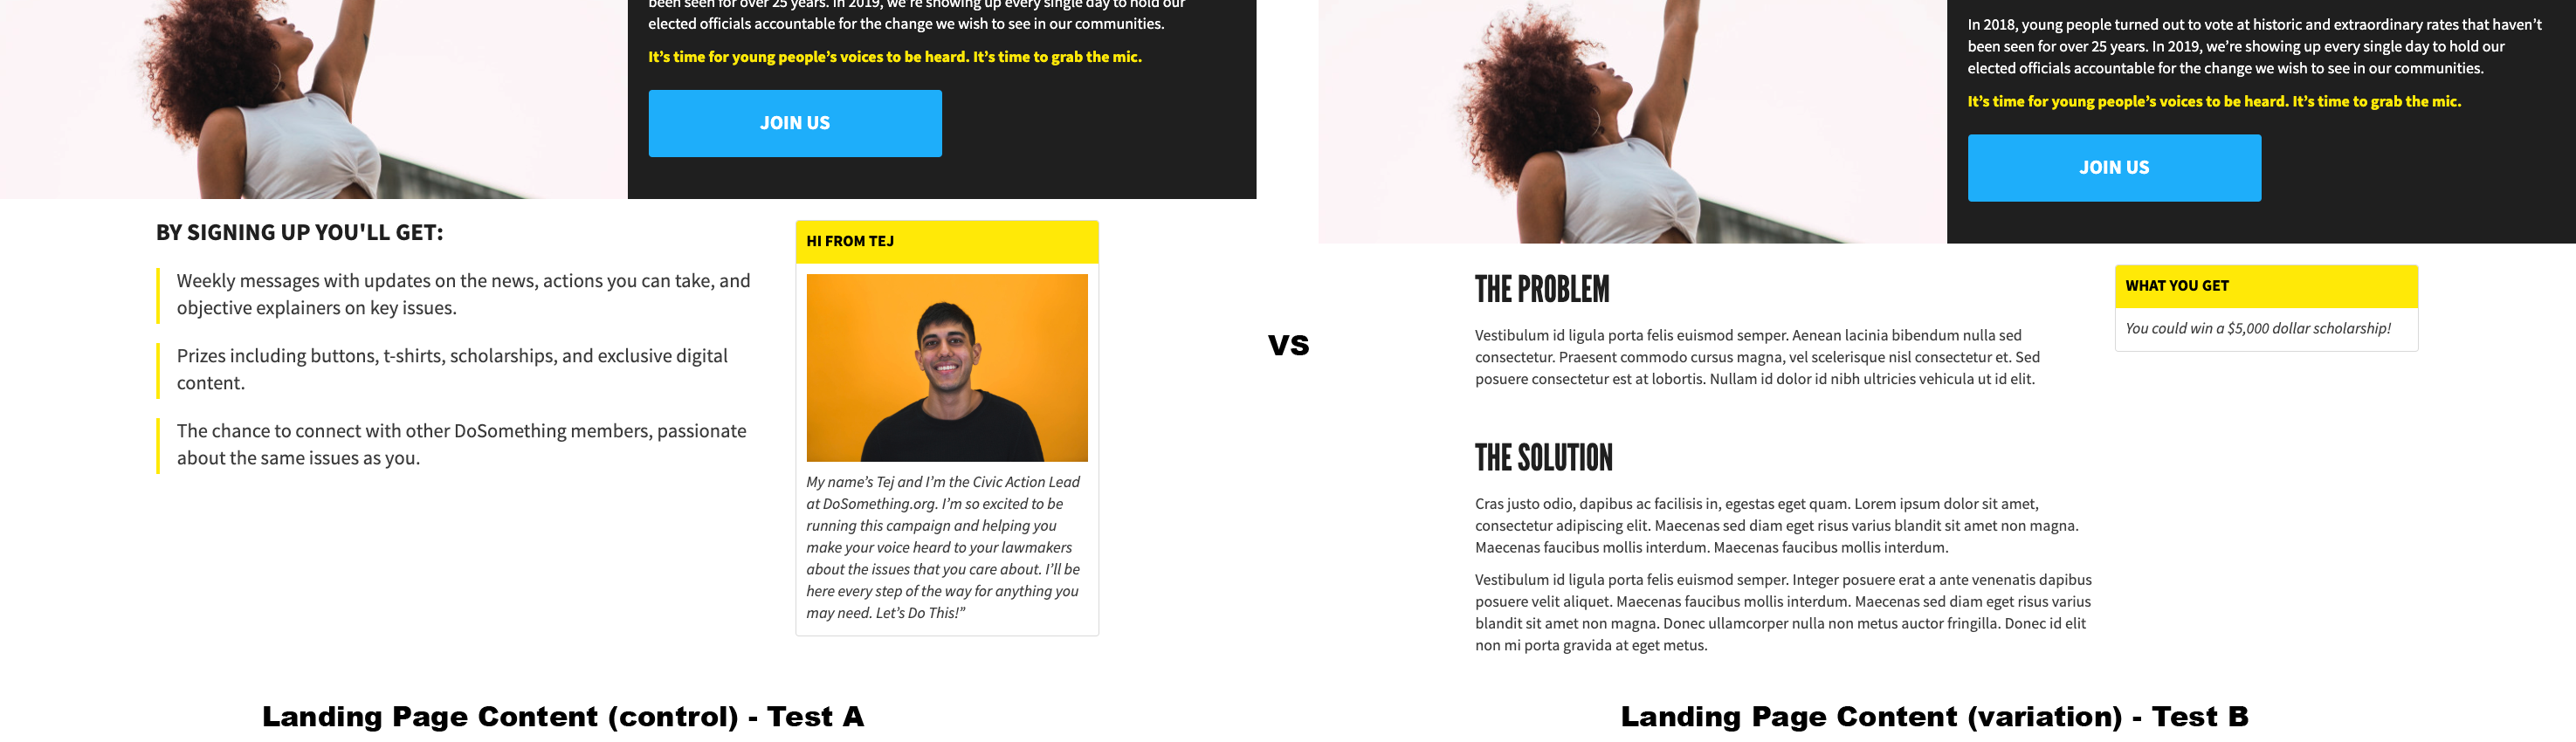 been seen for over 25 years. In 2019, we're showing up every single day to hold our
elected officials accountable for the change we wish to see in our communities.
It's time for young people's voices to be heard. It's time to grab the mic.
JOIN US
BY SIGNING UP YOU'LL GET:
Weekly messages with updates on the news, actions you can take, and
objective explainers on key issues.
Prizes including buttons, t-shirts, scholarships, and exclusive digital
content.
The chance to connect with other DoSomething members, passionate
about the same issues as you.
HI FROM TEJ
My name's Tej and I'm the Civic Action Lead
at DoSomething.org. I'm so excited to be
running this campaign and helping you
make your voice heard to your lawmakers
about the issues that you care about. I'll be
here every step of the way for anything you
may need. Let's Do This!”
Landing Page Content (control) - Test A
VS
In 2018, young people turned out to vote at historic and extraordinary rates that haven't
been seen for over 25 years. In 2019, we're showing up every single day to hold our
elected officials accountable for the change we wish to see in our communities.
It's time for young people's voices to be heard. It's time to grab the mic.
JOIN US
THE PROBLEM
Vestibulum id ligula porta felis euismod semper. Aenean lacinia bibendum nulla sed
consectetur. Praesent commodo cursus magna, vel scelerisque nisl consectetur et. Sed
posuere consectetur est at lobortis. Nullam id dolor id nibh ultricies vehicula ut id elit.
THE SOLUTION
Cras justo odio, dapibus ac facilisis in, egestas eget quam. Lorem ipsum dolor sit amet,
consectetur adipiscing elit. Maecenas sed diam eget risus varius blandit sit amet non magna.
Maecenas faucibus mollis interdum. Maecenas faucibus mollis interdum.
Vestibulum id ligula porta felis euismod semper. Integer posuere erat a ante venenatis dapibus
posuere velit aliquet. Maecenas faucibus mollis interdum. Maecenas sed diam eget risus varius
blandit sit amet non magna. Donec ullamcorper nulla non metus auctor fringilla. Donec id elit
non mi porta gravida at eget metus.
WHAT YOU GET
You could win a $5,000 dollar scholarship!
Landing Page Content (variation) - Test B